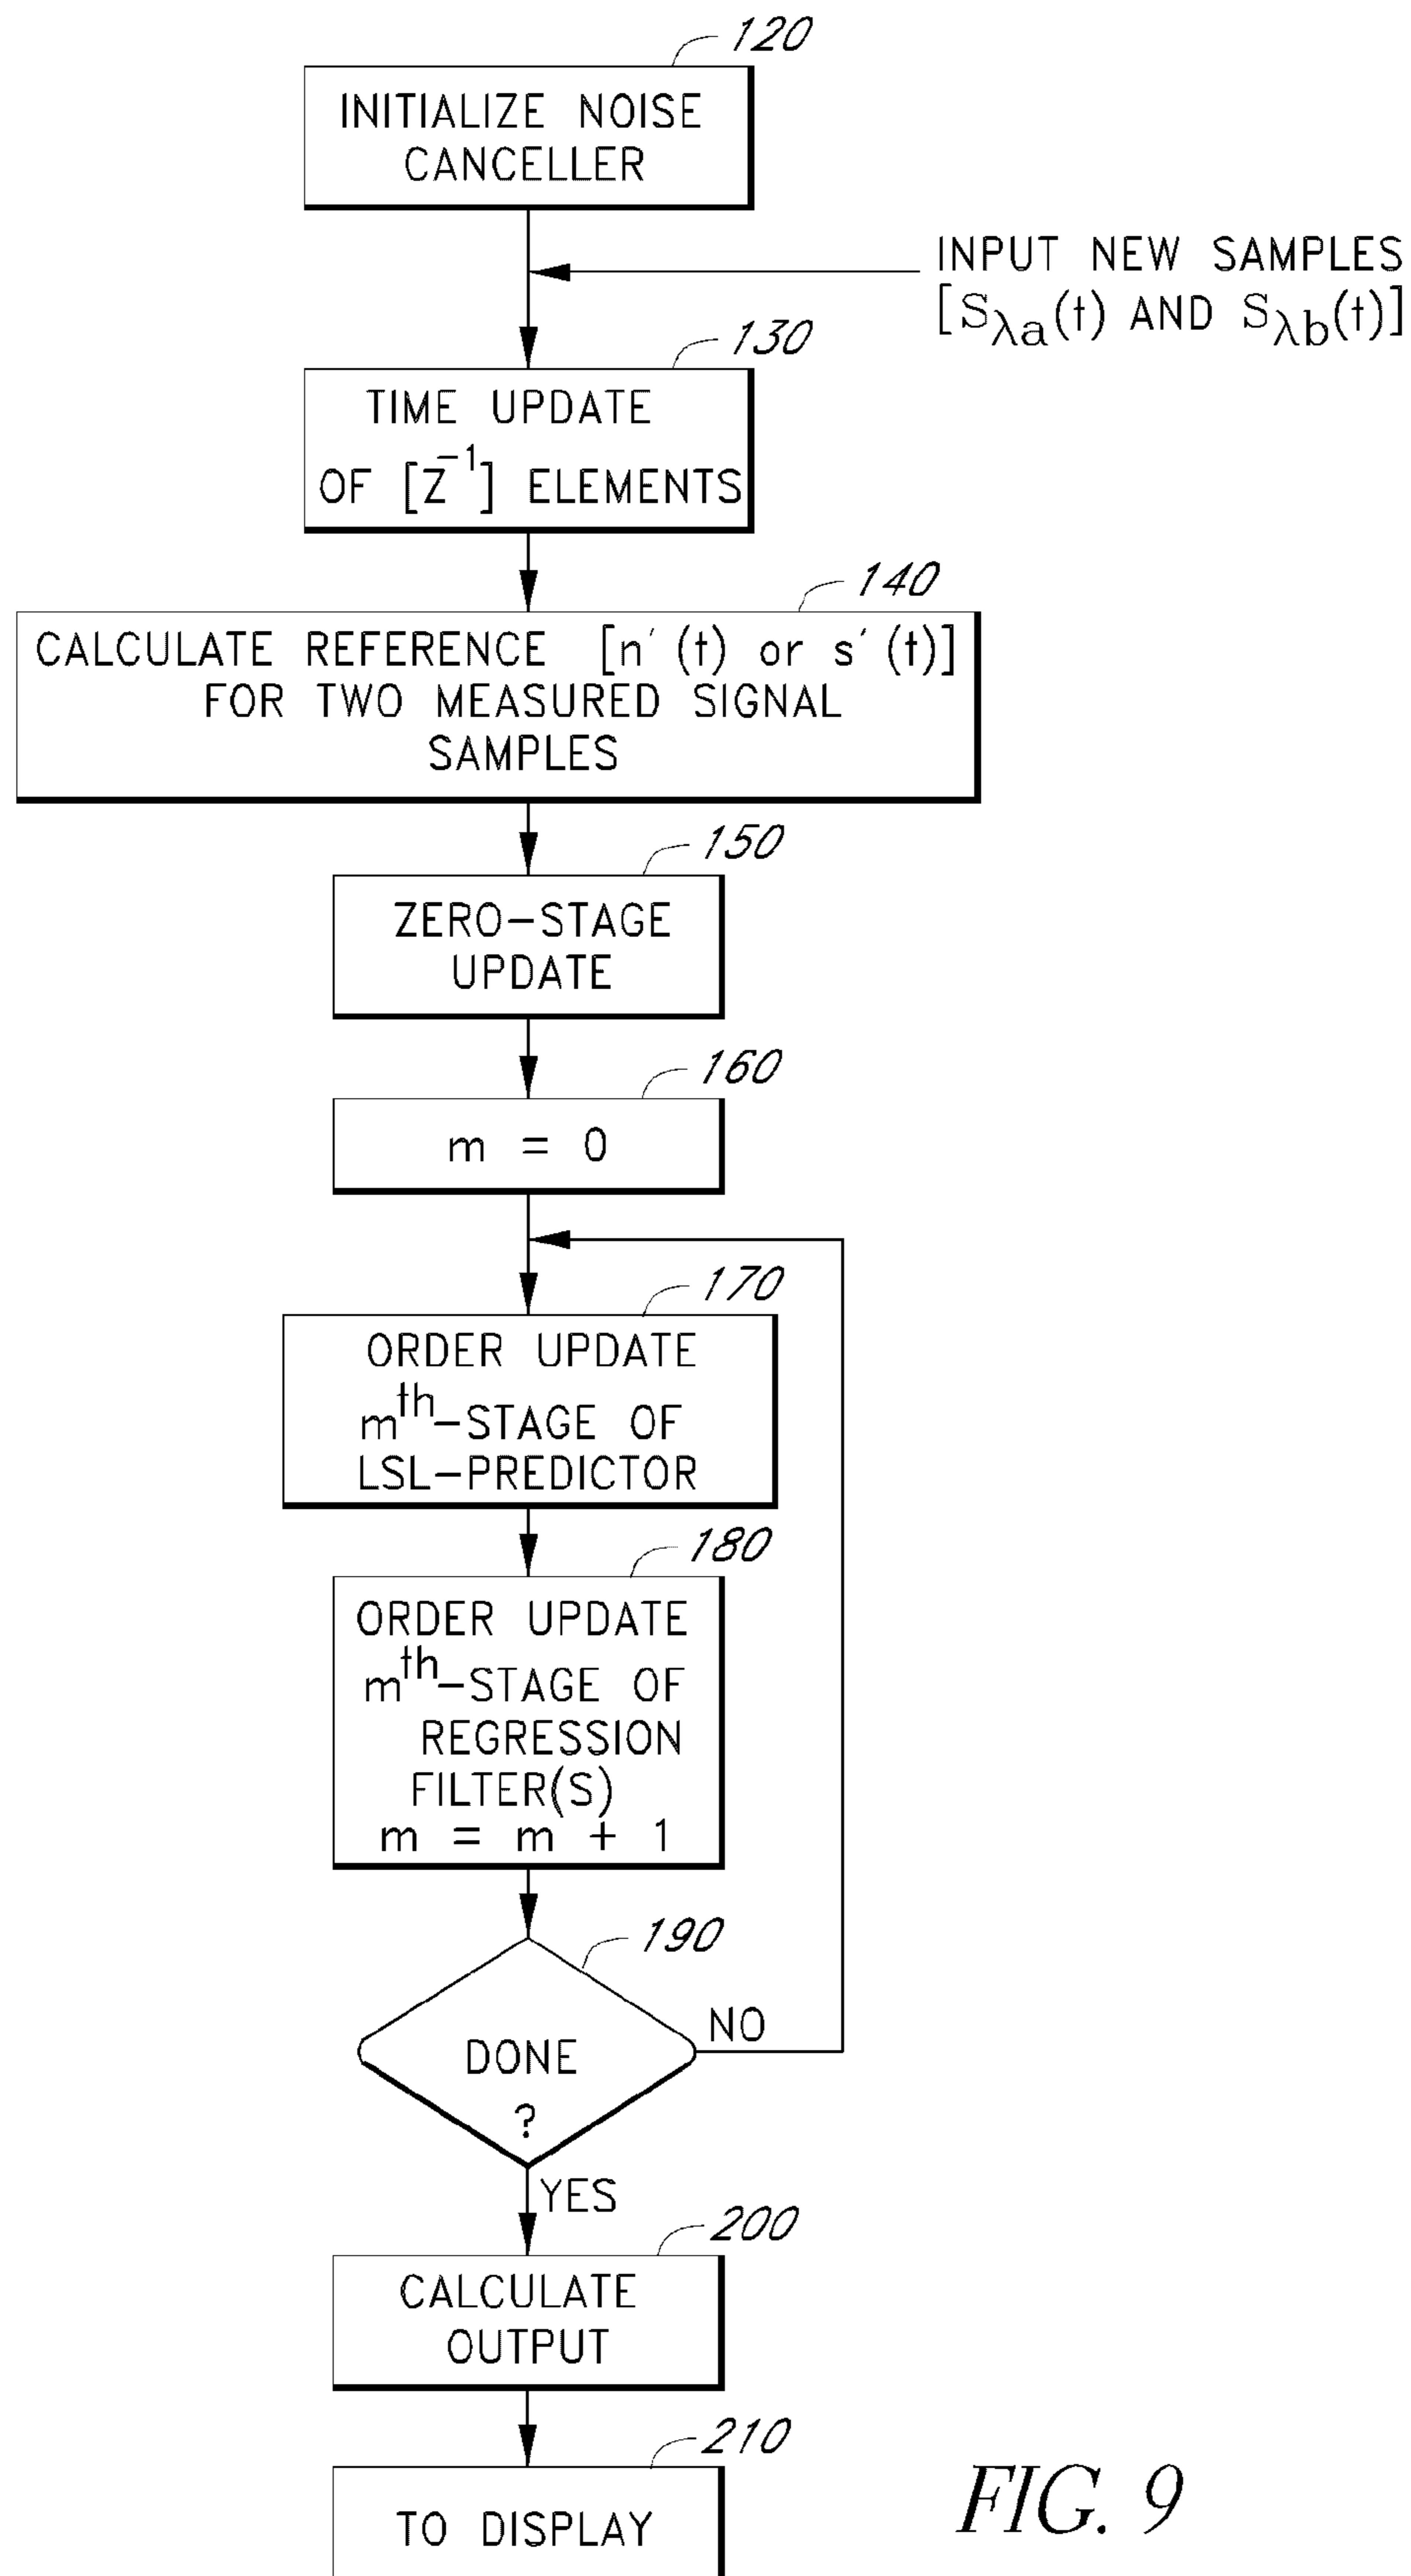 120
INITIALIZE NOISE
CANCELLER
INPUT NEW SAMPLES
[Sλa(t) AND Sλb(t)]
130
TIME UPDATE
OF [Z⁻¹] ELEMENTS
140
CALCULATE REFERENCE [n′(t) or s′(t)]
FOR TWO MEASURED SIGNAL
SAMPLES
150
ZERO-STAGE
UPDATE
160
m = 0
170
ORDER UPDATE
mᵗʰ-STAGE OF
LSL-PREDICTOR
180
ORDER UPDATE
mᵗʰ-STAGE OF
REGRESSION
FILTER(S)
m = m + 1
190
NO
DONE
?
YES
200
CALCULATE
OUTPUT
210
TO DISPLAY
FIG. 9